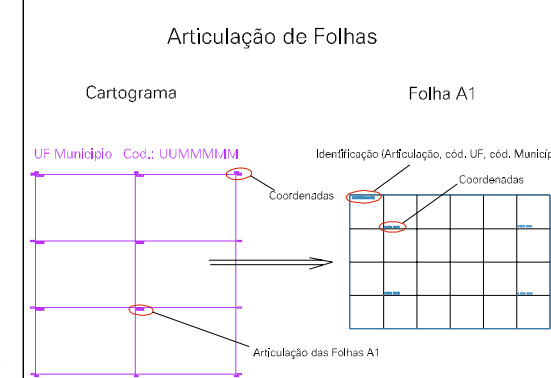 Articulação de Folhas
Cartograma
Folha A1
UF Municipio Cod.: UUMMMMM
Identificação (Articulação, cód. UF, cód. Municíp
Coordenadas
Coordenadas
Articulação das Folhas A1